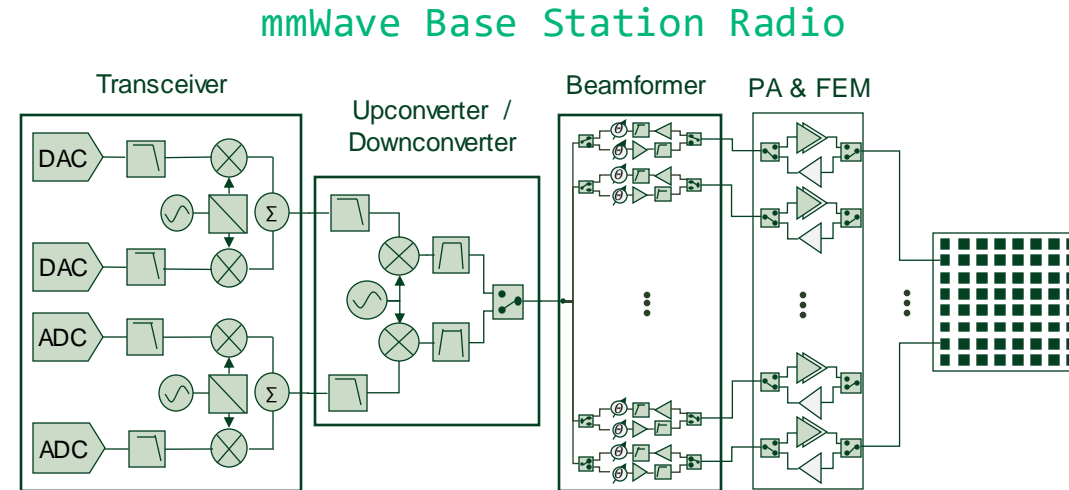 mmWave Base Station Radio
Transceiver
Upconverter /
Downconverter
Beamformer
PA & FEM
DAC
Σ
DAC
ADC
Σ
ADC
θ
θ
θ
θ
θ
θ
θ
θ